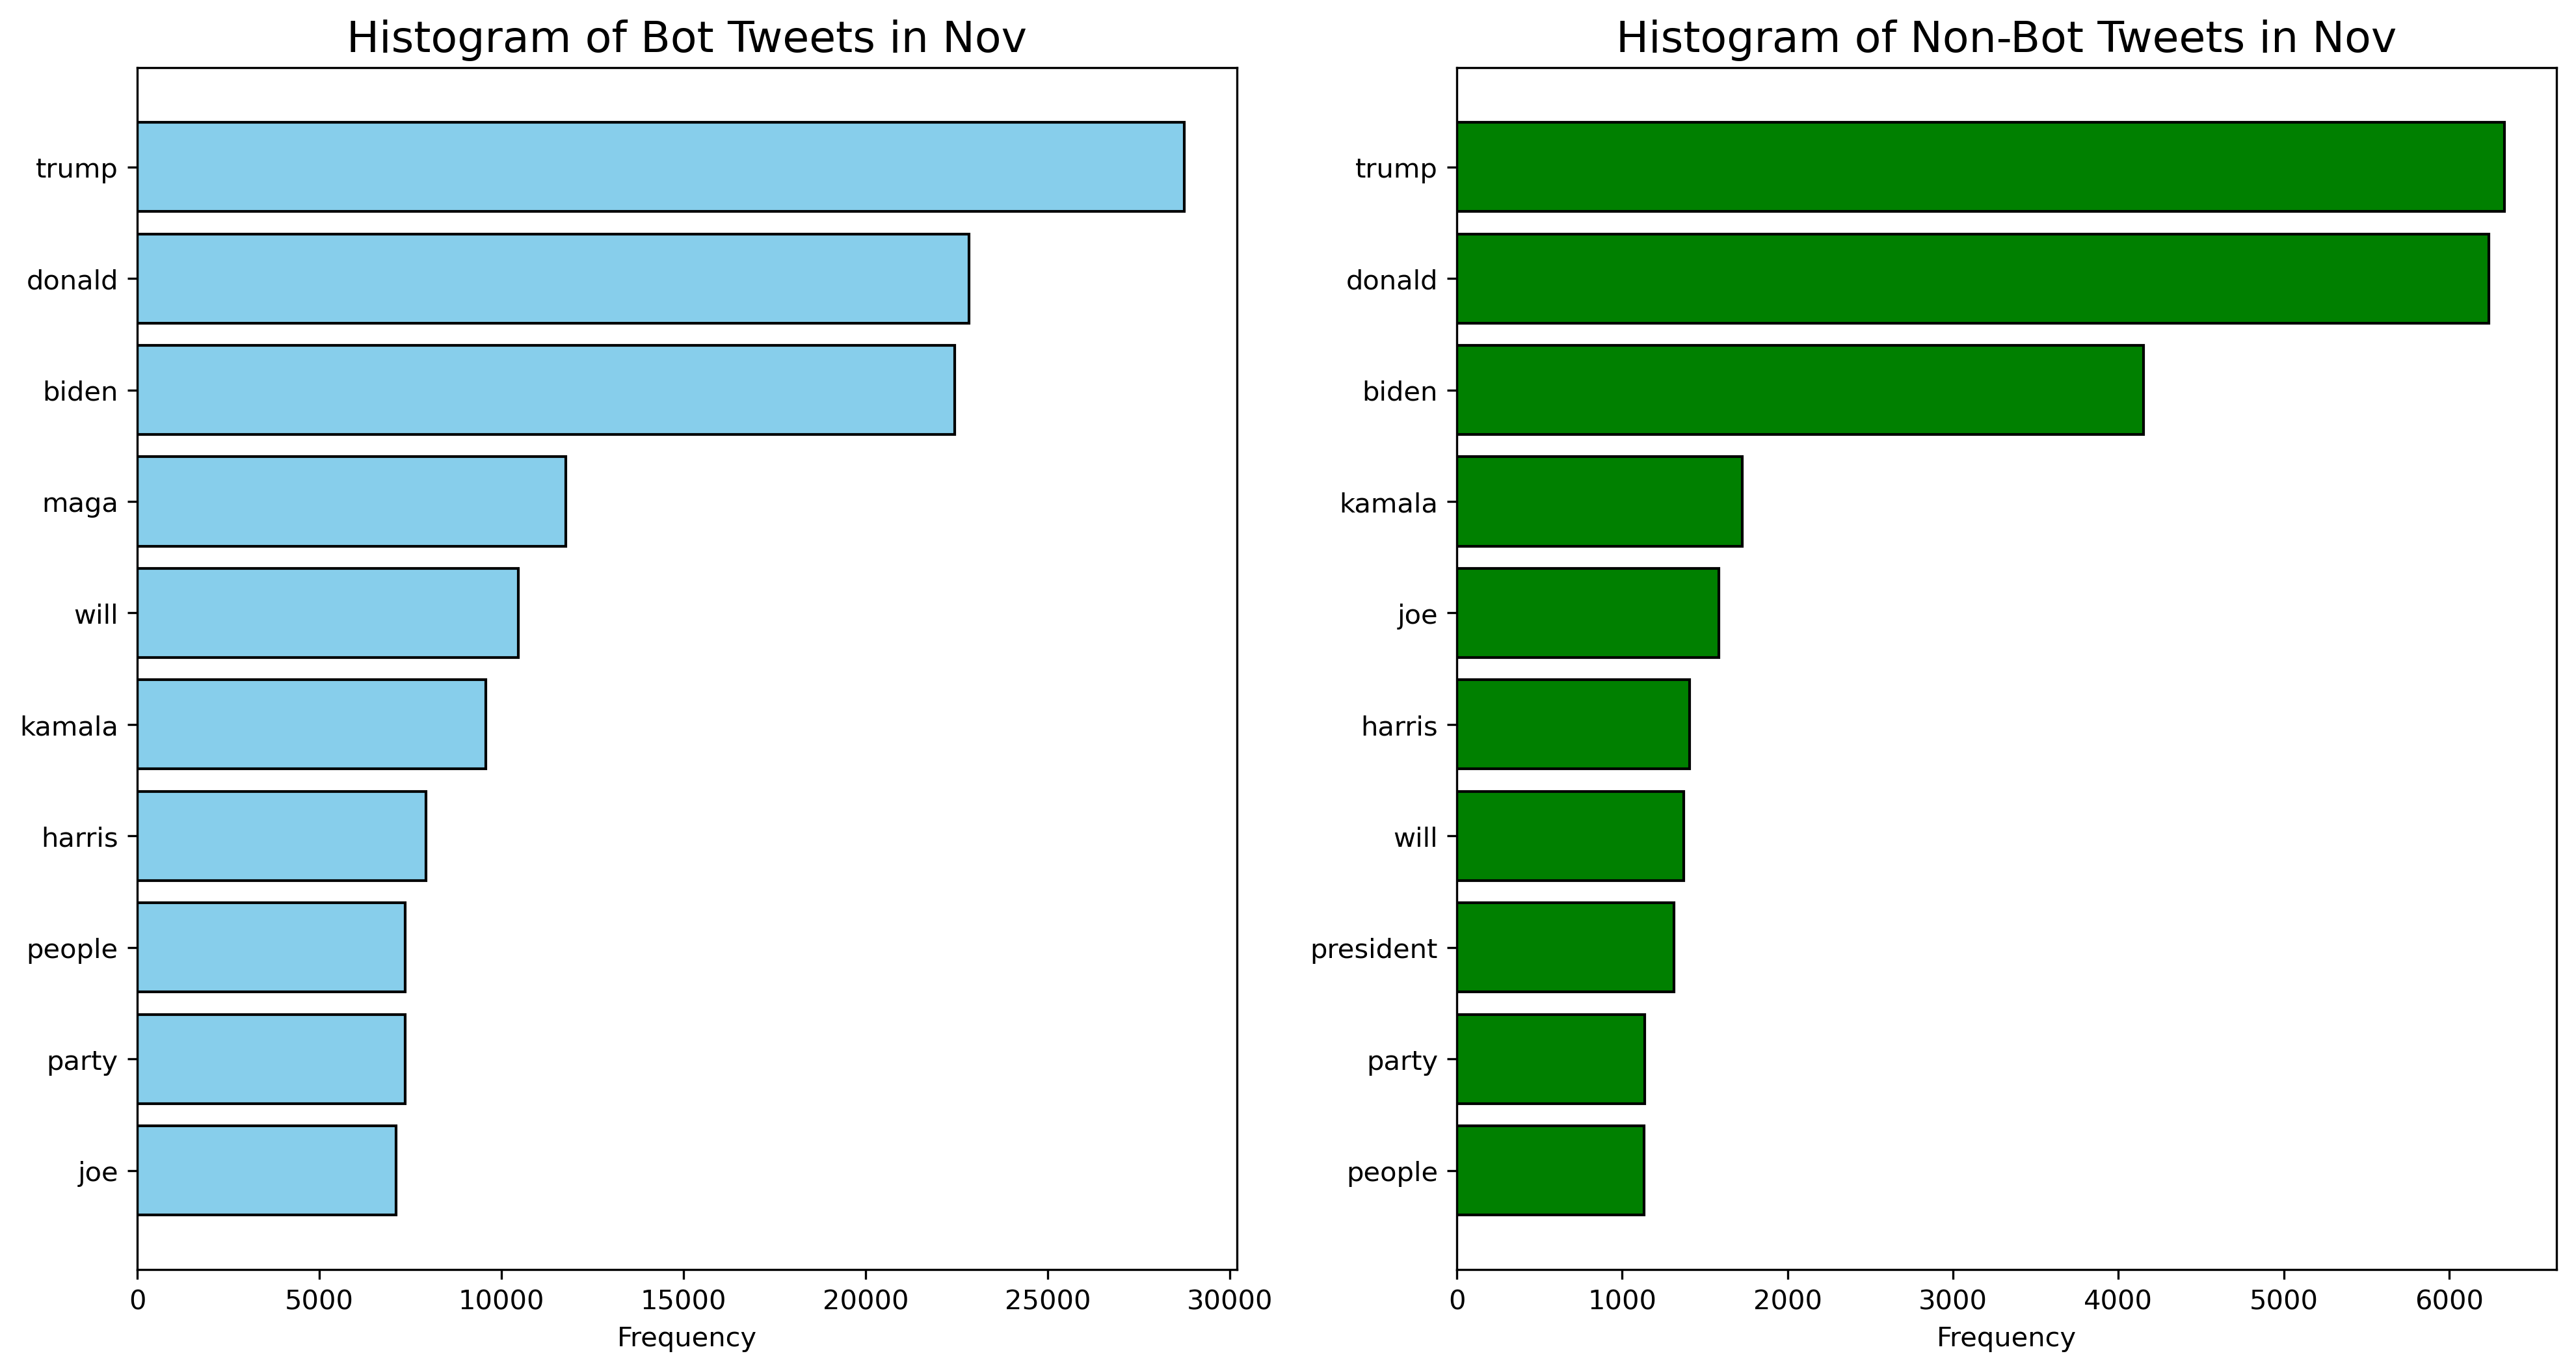 Histogram of Bot Tweets in Nov
trump
donald
biden
maga
will
kamala
harris
people
party
joe
0 5000 10000 15000 20000 25000 30000
Frequency
Histogram of Non-Bot Tweets in Nov
trump
donald
biden
kamala
joe
harris
will
president
party
people
0 1000 2000 3000 4000 5000 6000
Frequency